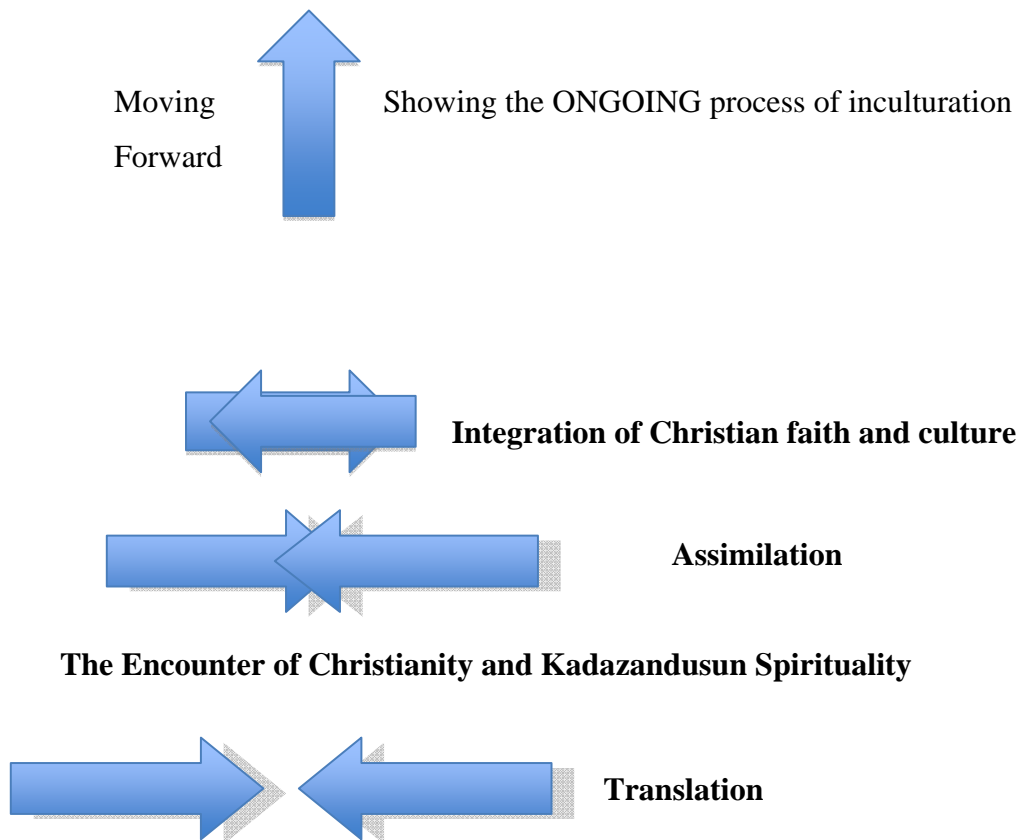 Moving
Forward
Showing the ONGOING process of inculturation
Integration of Christian faith and culture
Assimilation
The Encounter of Christianity and Kadazandusun Spirituality
Translation